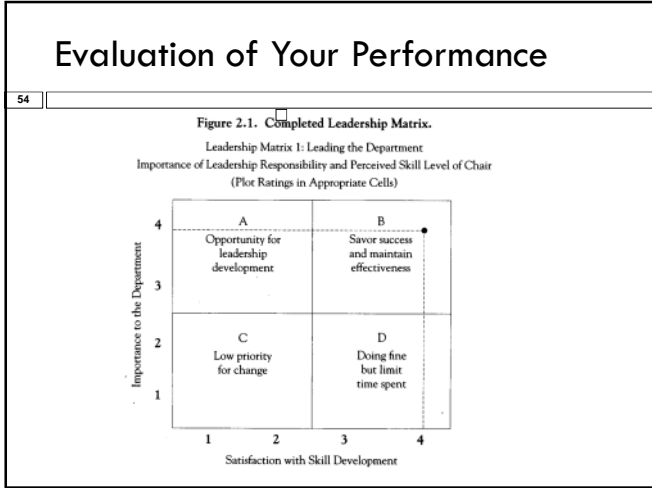 Evaluation of Your Performance
54
Figure 2.1. Completed Leadership Matrix.
Leadership Matrix 1: Leading the Department
Importance of Leadership Responsibility and Perceived Skill Level of Chair
(Plot Ratings in Appropriate Cells)
Importance to the Department
4
3
2
1
A
Opportunity for
leadership
development
B
Savor success
and maintain
effectiveness
C
Low priority
for change
D
Doing fine
but limit
time spent
1 2 3 4
Satisfaction with Skill Development